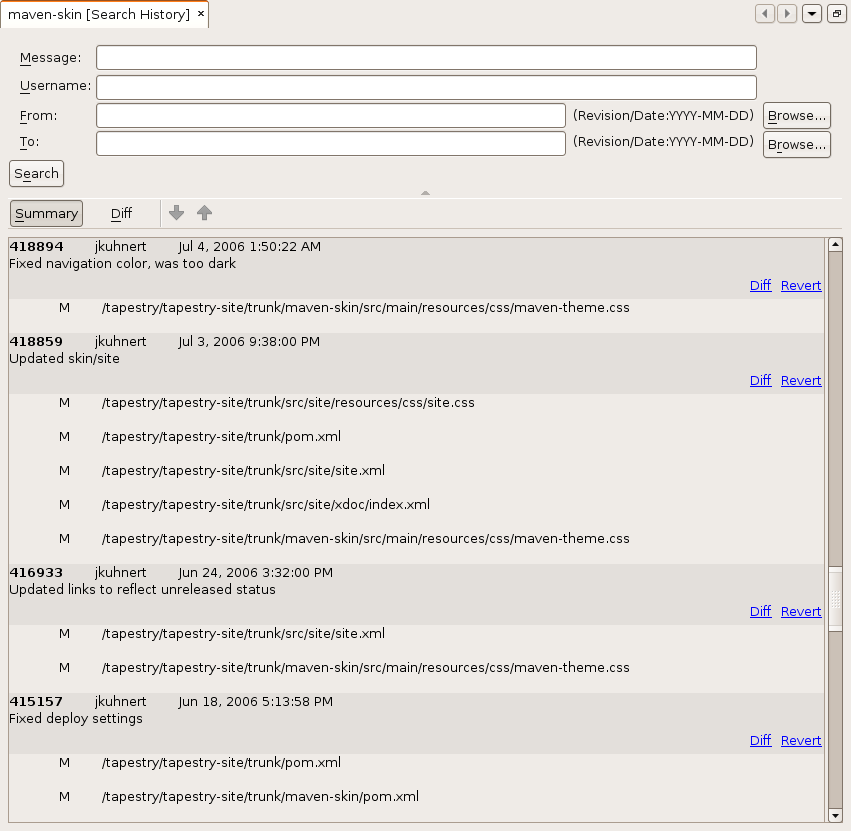 maven-skin [Search History] ×
Message:
Username:
From: (Revision/Date:YYYY-MM-DD) Browse...
To: (Revision/Date:YYYY-MM-DD) Browse...
Search
Summary Diff
418894 jkuhnert Jul 4, 2006 1:50:22 AM
Fixed navigation color, was too dark
Diff Revert
M /tapestry/tapestry-site/trunk/maven-skin/src/main/resources/css/maven-theme.css
418859 jkuhnert Jul 3, 2006 9:38:00 PM
Updated skin/site
Diff Revert
M /tapestry/tapestry-site/trunk/src/site/resources/css/site.css
M /tapestry/tapestry-site/trunk/pom.xml
M /tapestry/tapestry-site/trunk/src/site/site.xml
M /tapestry/tapestry-site/trunk/src/site/xdoc/index.xml
M /tapestry/tapestry-site/trunk/maven-skin/src/main/resources/css/maven-theme.css
416933 jkuhnert Jun 24, 2006 3:32:00 PM
Updated links to reflect unreleased status
Diff Revert
M /tapestry/tapestry-site/trunk/src/site/site.xml
M /tapestry/tapestry-site/trunk/maven-skin/src/main/resources/css/maven-theme.css
415157 jkuhnert Jun 18, 2006 5:13:58 PM
Fixed deploy settings
Diff Revert
M /tapestry/tapestry-site/trunk/pom.xml
M /tapestry/tapestry-site/trunk/maven-skin/pom.xml